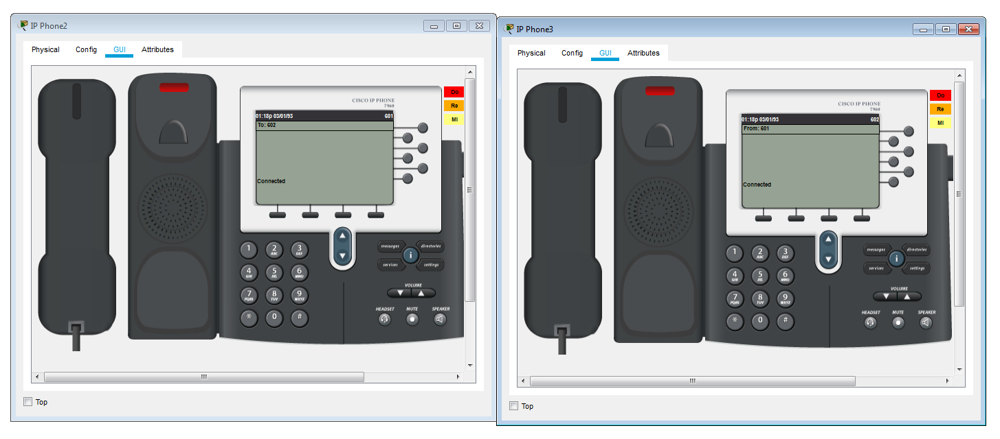 IP Phone2
Physical Config GUI Attributes
CISCO IP PHONE
7960
01:18p 03/01/93 601
To: 602
Connected
Do
Re
MI
1 2 ABC 3 DEF
4 GHI 5 JKL 6 MNO
7 PQRS 8 TUV 9 WXYZ
* 0 #
messages directories
i
services settings
VOLUME
HEADSET MUTE SPEAKER
Top
IP Phone3
Physical Config GUI Attributes
CISCO IP PHONE
7960
01:18p 03/01/93 602
From: 601
Connected
Do
Re
MI
1 2 ABC 3 DEF
4 GHI 5 JKL 6 MNO
7 PQRS 8 TUV 9 WXYZ
* 0 #
messages directories
i
services settings
VOLUME
HEADSET MUTE SPEAKER
Top